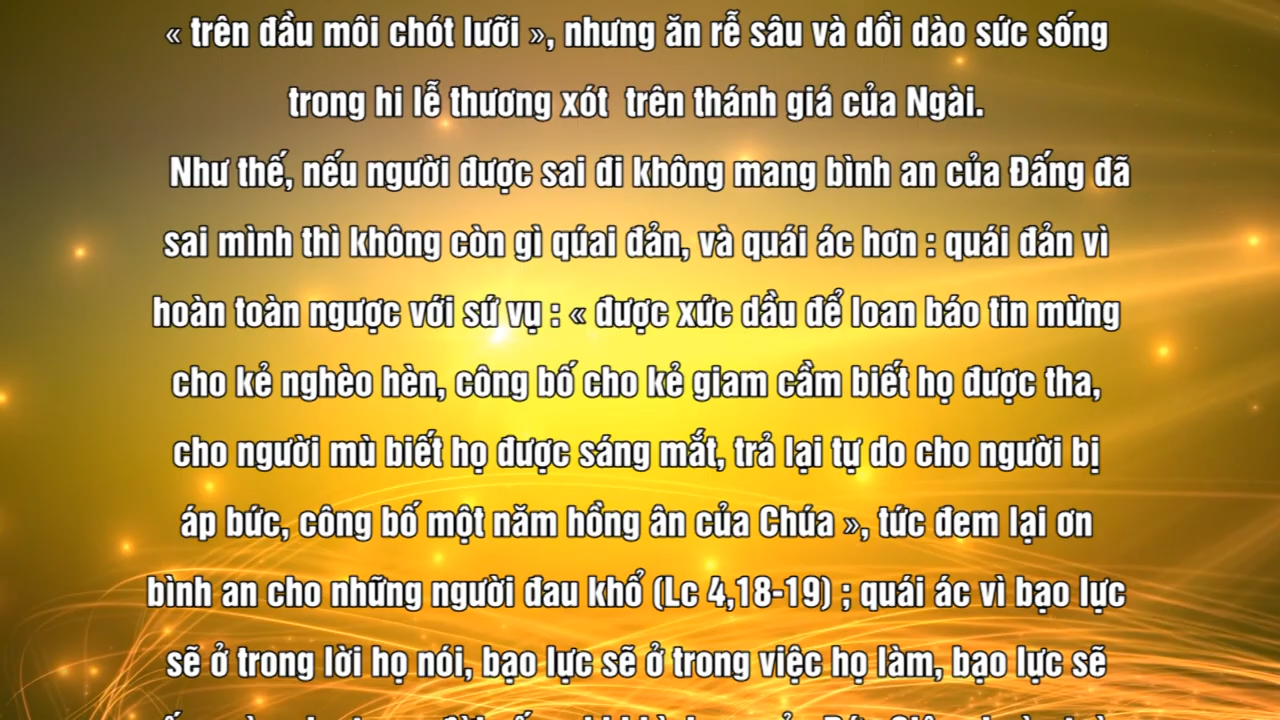 « trên đầu môi chót lưỡi », nhưng ăn rễ sâu và dồi dào sức sống
trong hi lễ thương xót  trên thánh giá của Ngài.
Như thế, nếu người được sai đi không mang bình an của Đấng đã
sai mình thì không còn gì qúai đản, và quái ác hơn : quái đản vì
hoàn toàn ngược với sứ vụ : « được xức dầu để loan báo tin mừng
cho kẻ nghèo hèn, công bố cho kẻ giam cầm biết họ được tha,
cho người mù biết họ được sáng mắt, trả lại tự do cho người bị
áp bức, công bố một năm hồng ân của Chúa », tức đem lại ơn
bình an cho những người đau khổ (Lc 4,18-19) ; quái ác vì bạo lực
sẽ ở trong lời họ nói, bạo lực sẽ ở trong việc họ làm, bạo lực sẽ